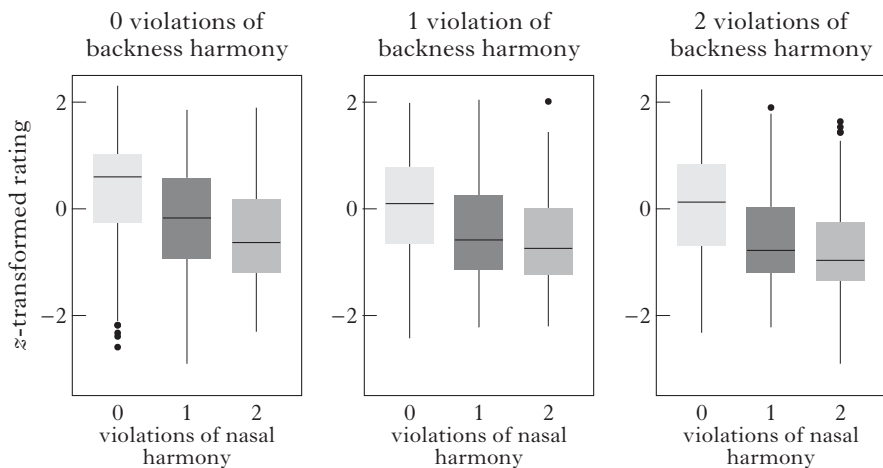 0 violations of
backness harmony
1 violation of
backness harmony
2 violations of
backness harmony
z-transformed rating
2
0
−2
0 1 2
violations of nasal
harmony
2
0
−2
0 1 2
violations of nasal
harmony
2
0
−2
0 1 2
violations of nasal
harmony